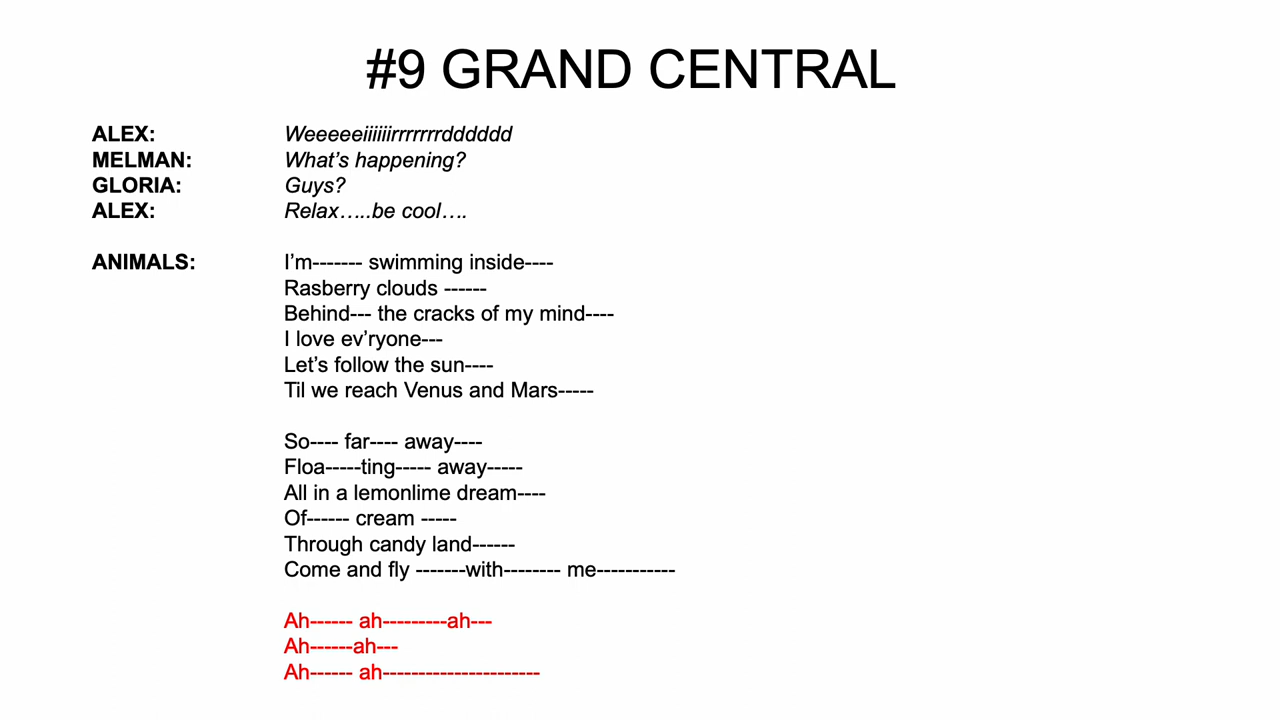 #9 GRAND CENTRAL
ALEX: Weeeeeiiiiiirrrrrrrdddddd
MELMAN: What’s happening?
GLORIA: Guys?
ALEX: Relax…..be cool….
ANIMALS: I’m------- swimming inside----
Rasberry clouds ------
Behind--- the cracks of my mind----
I love ev’ryone---
Let’s follow the sun----
Til we reach Venus and Mars-----
So---- far---- away----
Floa-----ting----- away-----
All in a lemonlime dream----
Of------ cream -----
Through candy land------
Come and fly -------with-------- me-----------
Ah------ ah---------ah---
Ah------ah---
Ah------ ah----------------------